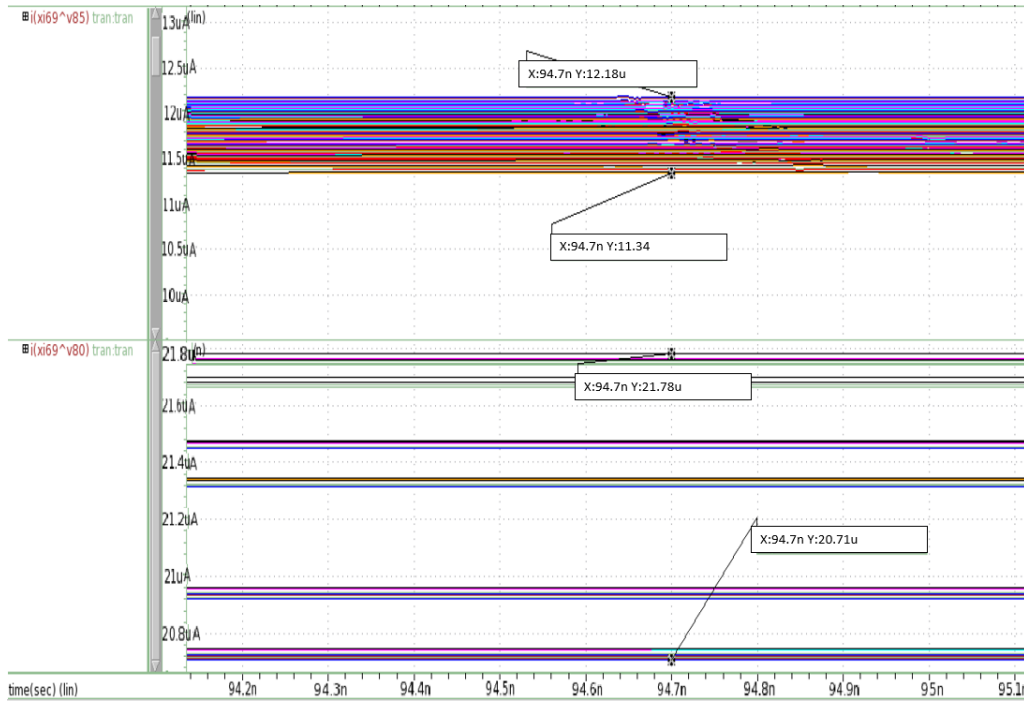 i(xi69^v85) tran:tran
13uA (lin)
12.5uA
X:94.7n Y:12.18u
12uA
11.5uA
11uA
X:94.7n Y:11.34
10.5uA
10uA
i(xi69^v80) tran:tran
21.8u
X:94.7n Y:21.78u
21.6uA
21.4uA
21.2uA
X:94.7n Y:20.71u
21uA
20.8uA
time(sec) (lin) 94.2n 94.3n 94.4n 94.5n 94.6n 94.7n 94.8n 94.9n 95n 95.1n